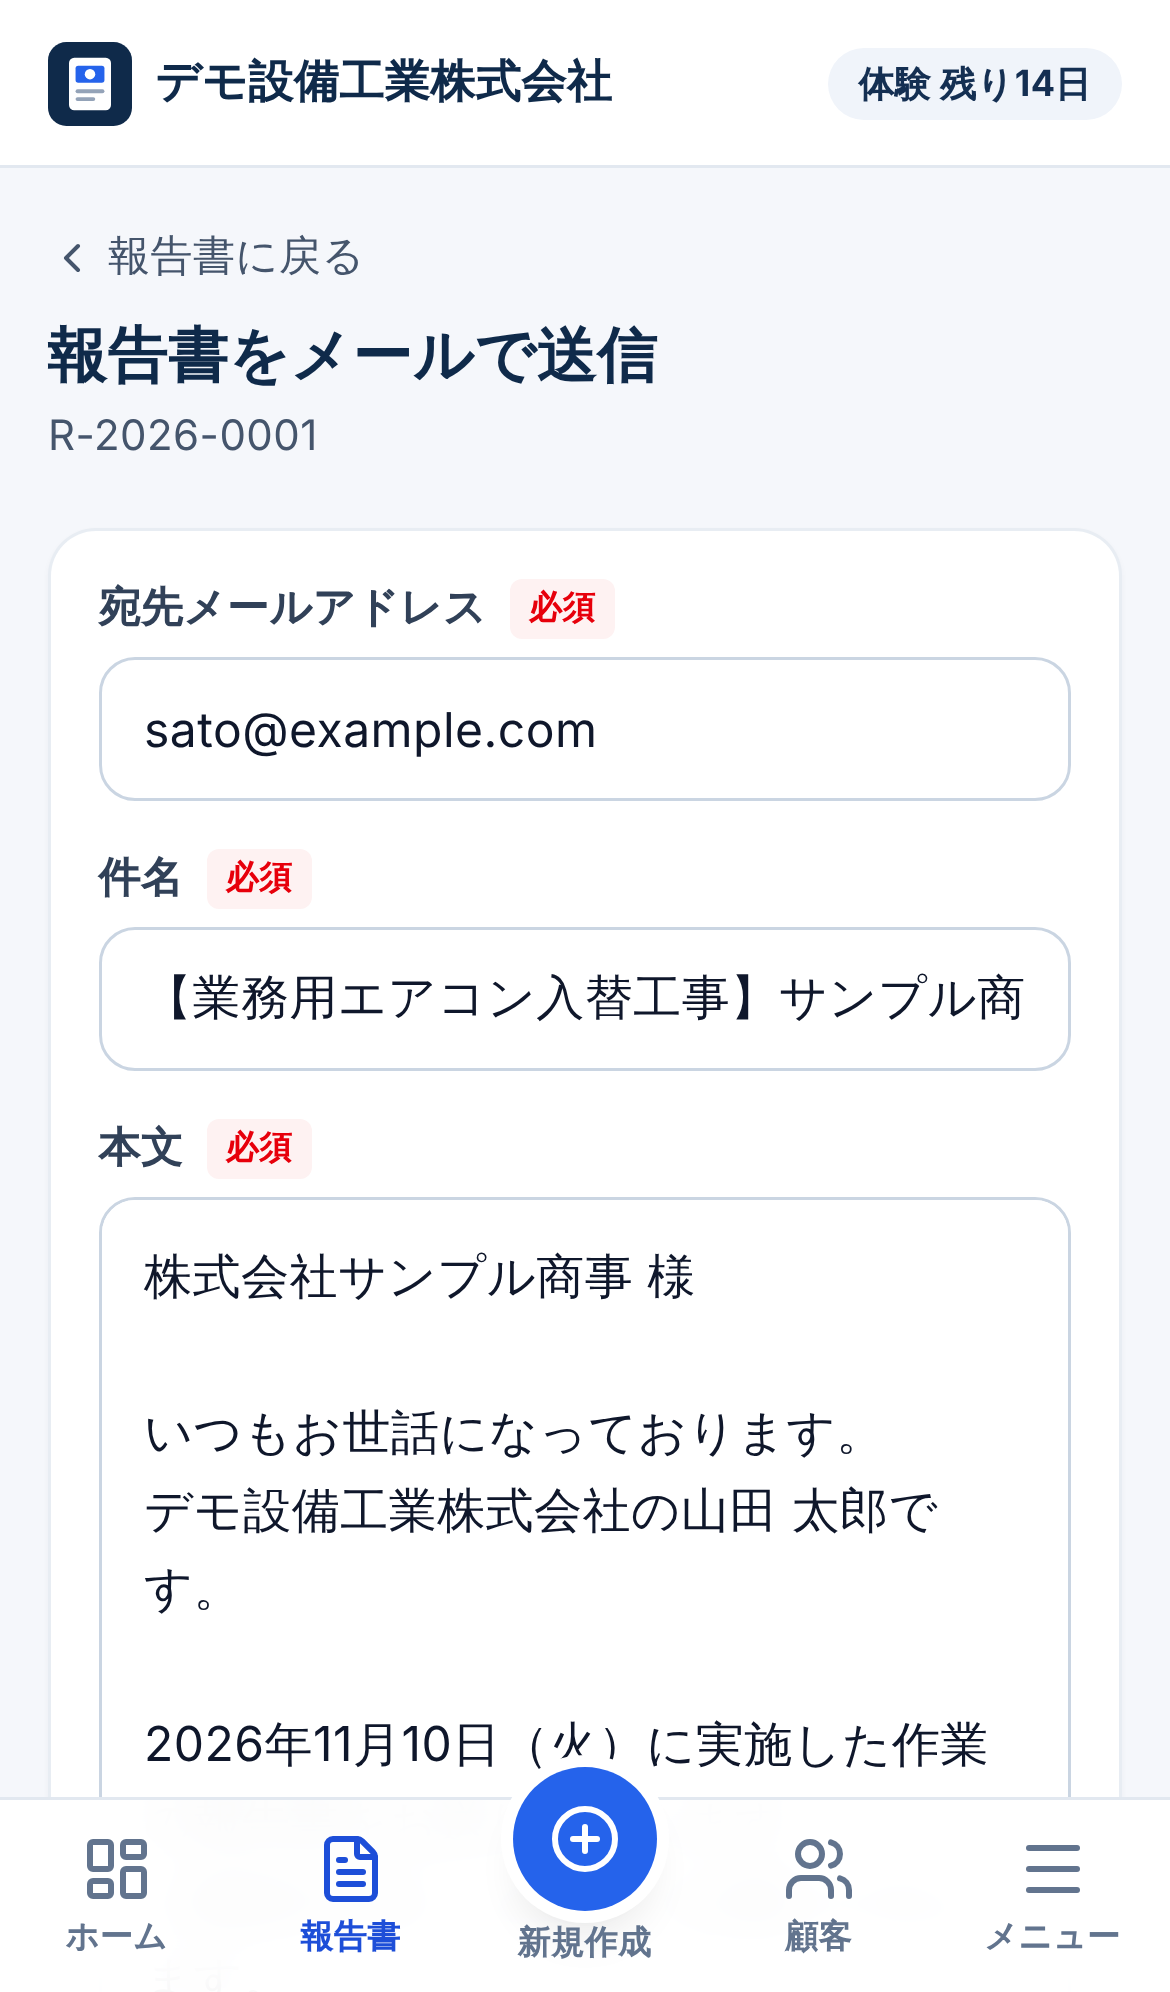 デモ設備工業株式会社
体験 残り14日
報告書に戻る
報告書をメールで送信
R-2026-0001
宛先メールアドレス 必須
sato@example.com
件名 必須
【業務用エアコン入替工事】サンプル商
本文 必須
株式会社サンプル商事 様
いつもお世話になっております。
デモ設備工業株式会社の山田 太郎で
す。
2026年11月10日（火）に実施した作業
ホーム
報告書
新規作成
顧客
メニュー